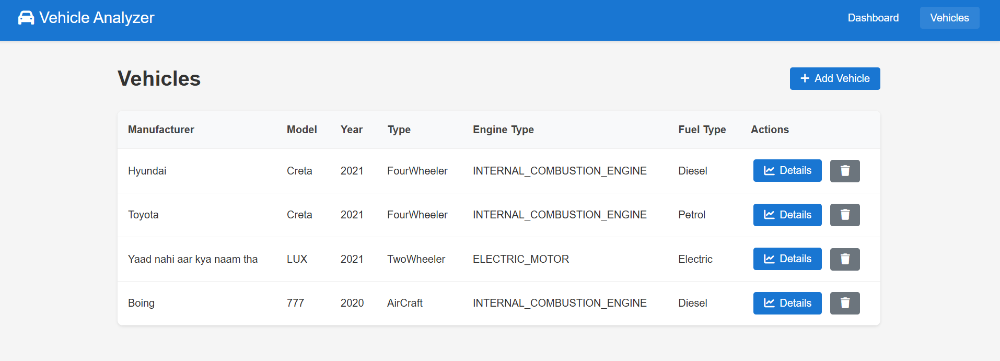 Vehicle Analyzer Dashboard Vehicles
Vehicles + Add Vehicle
Manufacturer Model Year Type Engine Type Fuel Type Actions
Hyundai Creta 2021 FourWheeler INTERNAL_COMBUSTION_ENGINE Diesel Details
Toyota Creta 2021 FourWheeler INTERNAL_COMBUSTION_ENGINE Petrol Details
Yaad nahi aar kya naam tha LUX 2021 TwoWheeler ELECTRIC_MOTOR Electric Details
Boing 777 2020 AirCraft INTERNAL_COMBUSTION_ENGINE Diesel Details